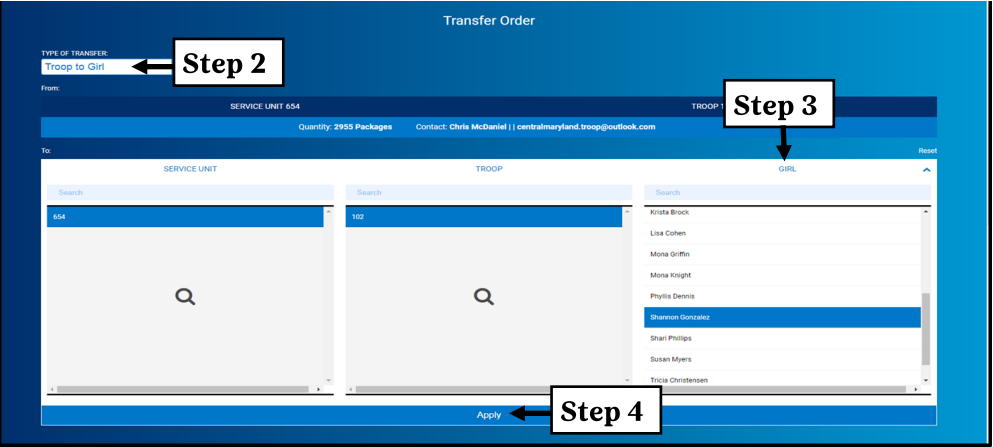 Transfer Order
TYPE OF TRANSFER:
Troop to Girl
Step 2
From:
SERVICE UNIT 654
TROOP 1
Step 3
Quantity: 2955 Packages
Contact: Chris McDaniel | | centralmaryland.troop@outlook.com
To:
Reset
SERVICE UNIT
TROOP
GIRL
Search
Search
Search
654
102
Krista Brock
Lisa Cohen
Mona Griffin
Mona Knight
Phyllis Dennis
Shannon Gonzalez
Shari Phillips
Susan Myers
Tricia Christensen
Apply
Step 4